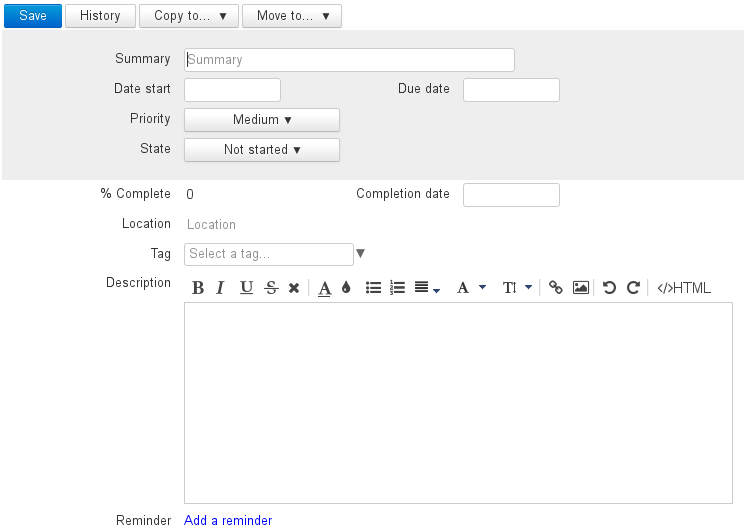 Save History Copy to... ▼ Move to... ▼
Summary Summary
Date start Due date
Priority Medium ▼
State Not started ▼
% Complete 0 Completion date
Location Location
Tag Select a tag... ▼
Description B I U S ✖ A T! </>HTML
Reminder Add a reminder